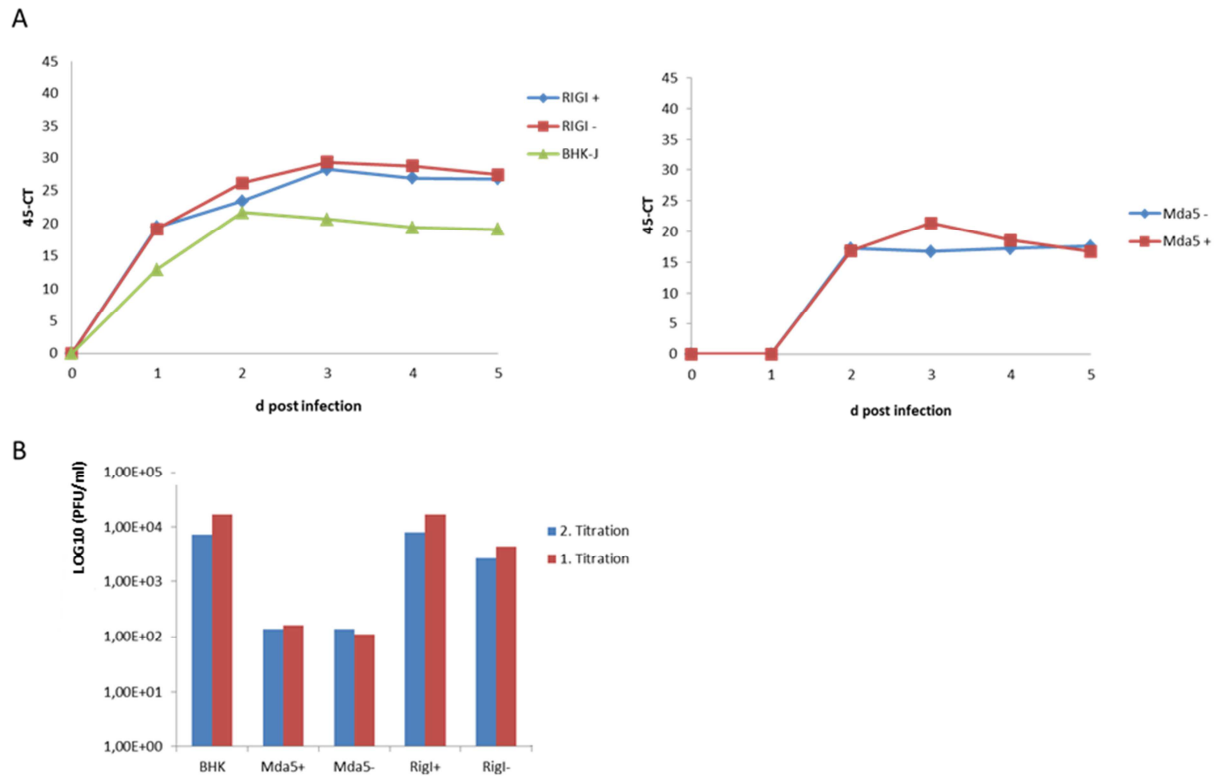 A
45
40
35
30
25
20
15
10
5
0
45-CT
0 1 2 3 4 5
d post infection
RIGI +
RIGI -
BHK-J
45
40
35
30
25
20
15
10
5
0
45-CT
0 1 2 3 4 5
d post infection
Mda5 -
Mda5 +
B
1,00E+05
1,00E+04
1,00E+03
1,00E+02
1,00E+01
1,00E+00
LOG10 (PFU/ml)
BHK Mda5+ Mda5- RigI+ RigI-
2. Titration
1. Titration